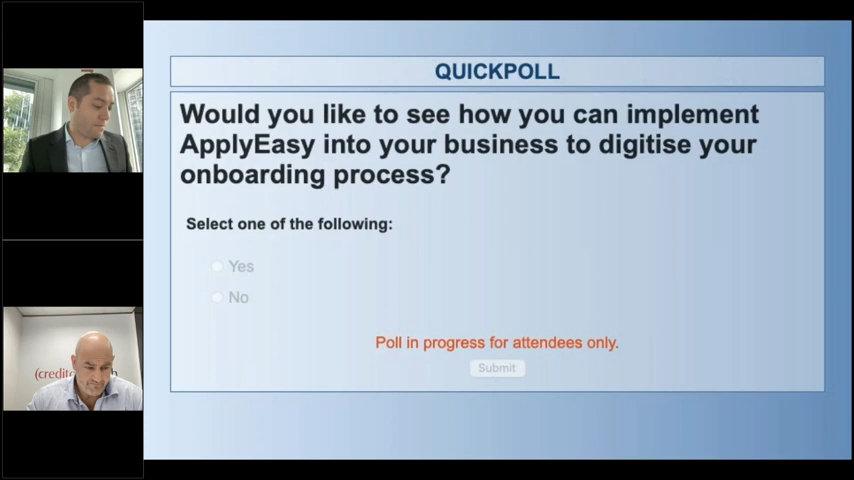 QUICKPOLL
Would you like to see how you can implement
ApplyEasy into your business to digitise your
onboarding process?
Select one of the following:
Yes
No
Poll in progress for attendees only.
Submit